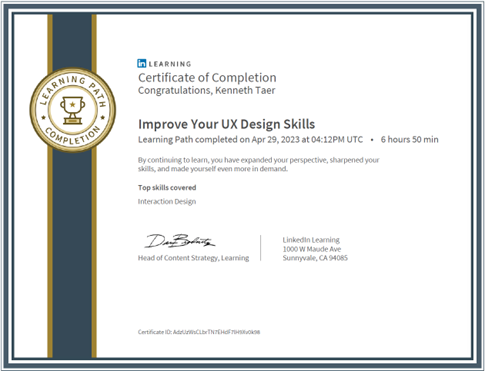 LEARNING PATH
COMPLETION
in LEARNING
Certificate of Completion
Congratulations, Kenneth Taer
Improve Your UX Design Skills
Learning Path completed on Apr 29, 2023 at 04:12PM UTC • 6 hours 50 min
By continuing to learn, you have expanded your perspective, sharpened your
skills, and made yourself even more in demand.
Top skills covered
Interaction Design
Head of Content Strategy, Learning
LinkedIn Learning
1000 W Maude Ave
Sunnyvale, CA 94085
Certificate ID: